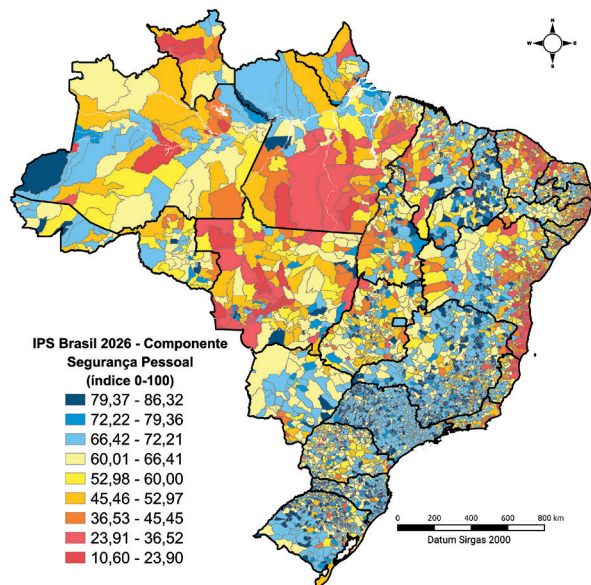 N
W
E
S
IPS Brasil 2026 - Componente
Segurança Pessoal
(índice 0-100)
79,37 - 86,32
72,22 - 79,36
66,42 - 72,21
60,01 - 66,41
52,98 - 60,00
45,46 - 52,97
36,53 - 45,45
23,91 - 36,52
10,60 - 23,90
0 200 400 600 800 km
Datum Sirgas 2000